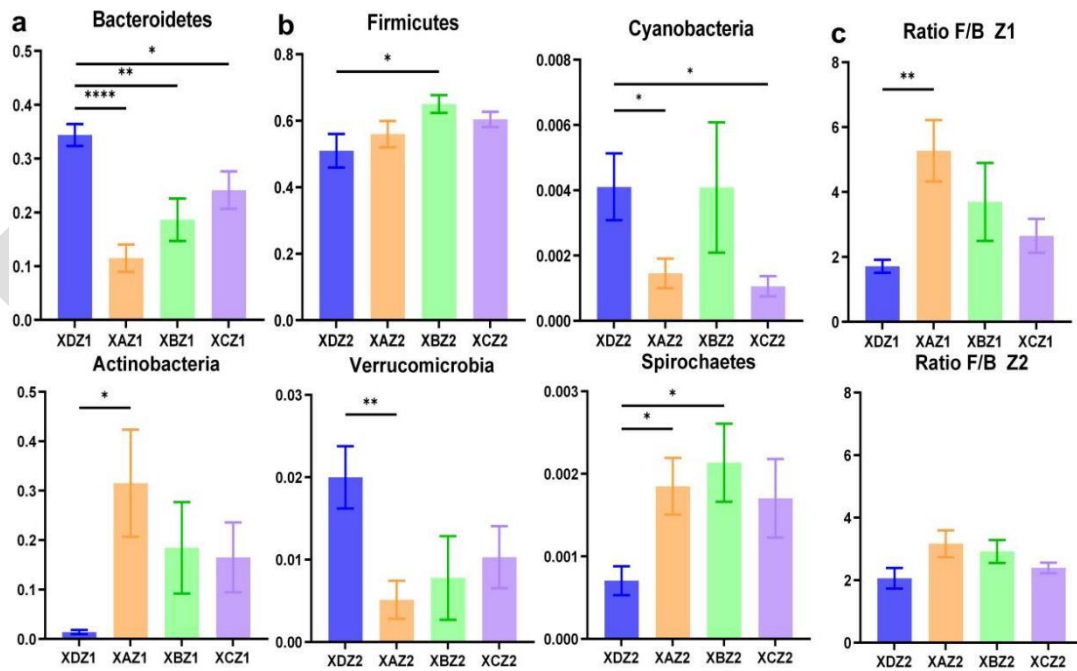 a
Bacteroidetes
0.5
0.4
0.3
0.2
0.1
0.0
*
**
****
XDZ1 XAZ1 XBZ1 XCZ1
b
Firmicutes
0.8
0.6
0.4
0.2
0.0
*
XDZ2 XAZ2 XBZ2 XCZ2
Cyanobacteria
0.008
0.006
0.004
0.002
0.000
*
*
XDZ2 XAZ2 XBZ2 XCZ2
c
Ratio F/B Z1
8
6
4
2
0
**
XDZ1 XAZ1 XBZ1 XCZ1
Actinobacteria
0.5
0.4
0.3
0.2
0.1
0.0
*
XDZ1 XAZ1 XBZ1 XCZ1
Verrucomicrobia
0.03
0.02
0.01
0.00
**
XDZ2 XAZ2 XBZ2 XCZ2
Spirochaetes
0.003
0.002
0.001
0.000
*
*
XDZ2 XAZ2 XBZ2 XCZ2
Ratio F/B Z2
8
6
4
2
0
XDZ2 XAZ2 XBZ2 XCZ2